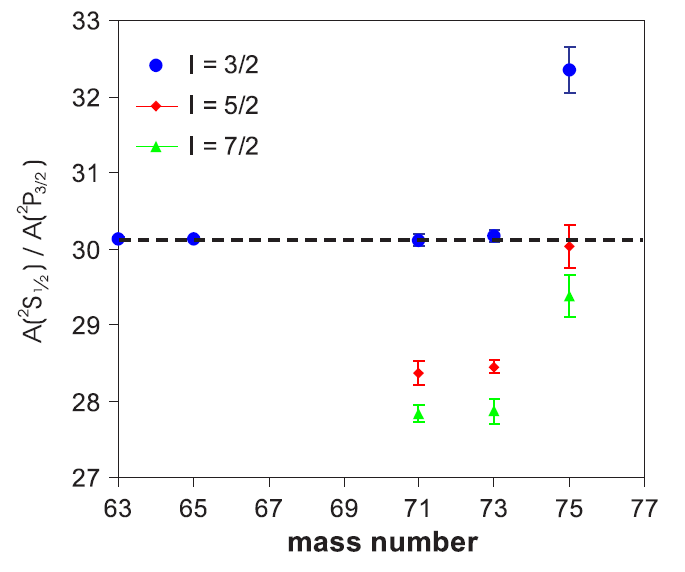 33
32
31
30
29
28
27
I = 3/2
I = 5/2
I = 7/2
A(²S₁/₂) / A(²P₃/₂)
63 65 67 69 71 73 75 77
mass number